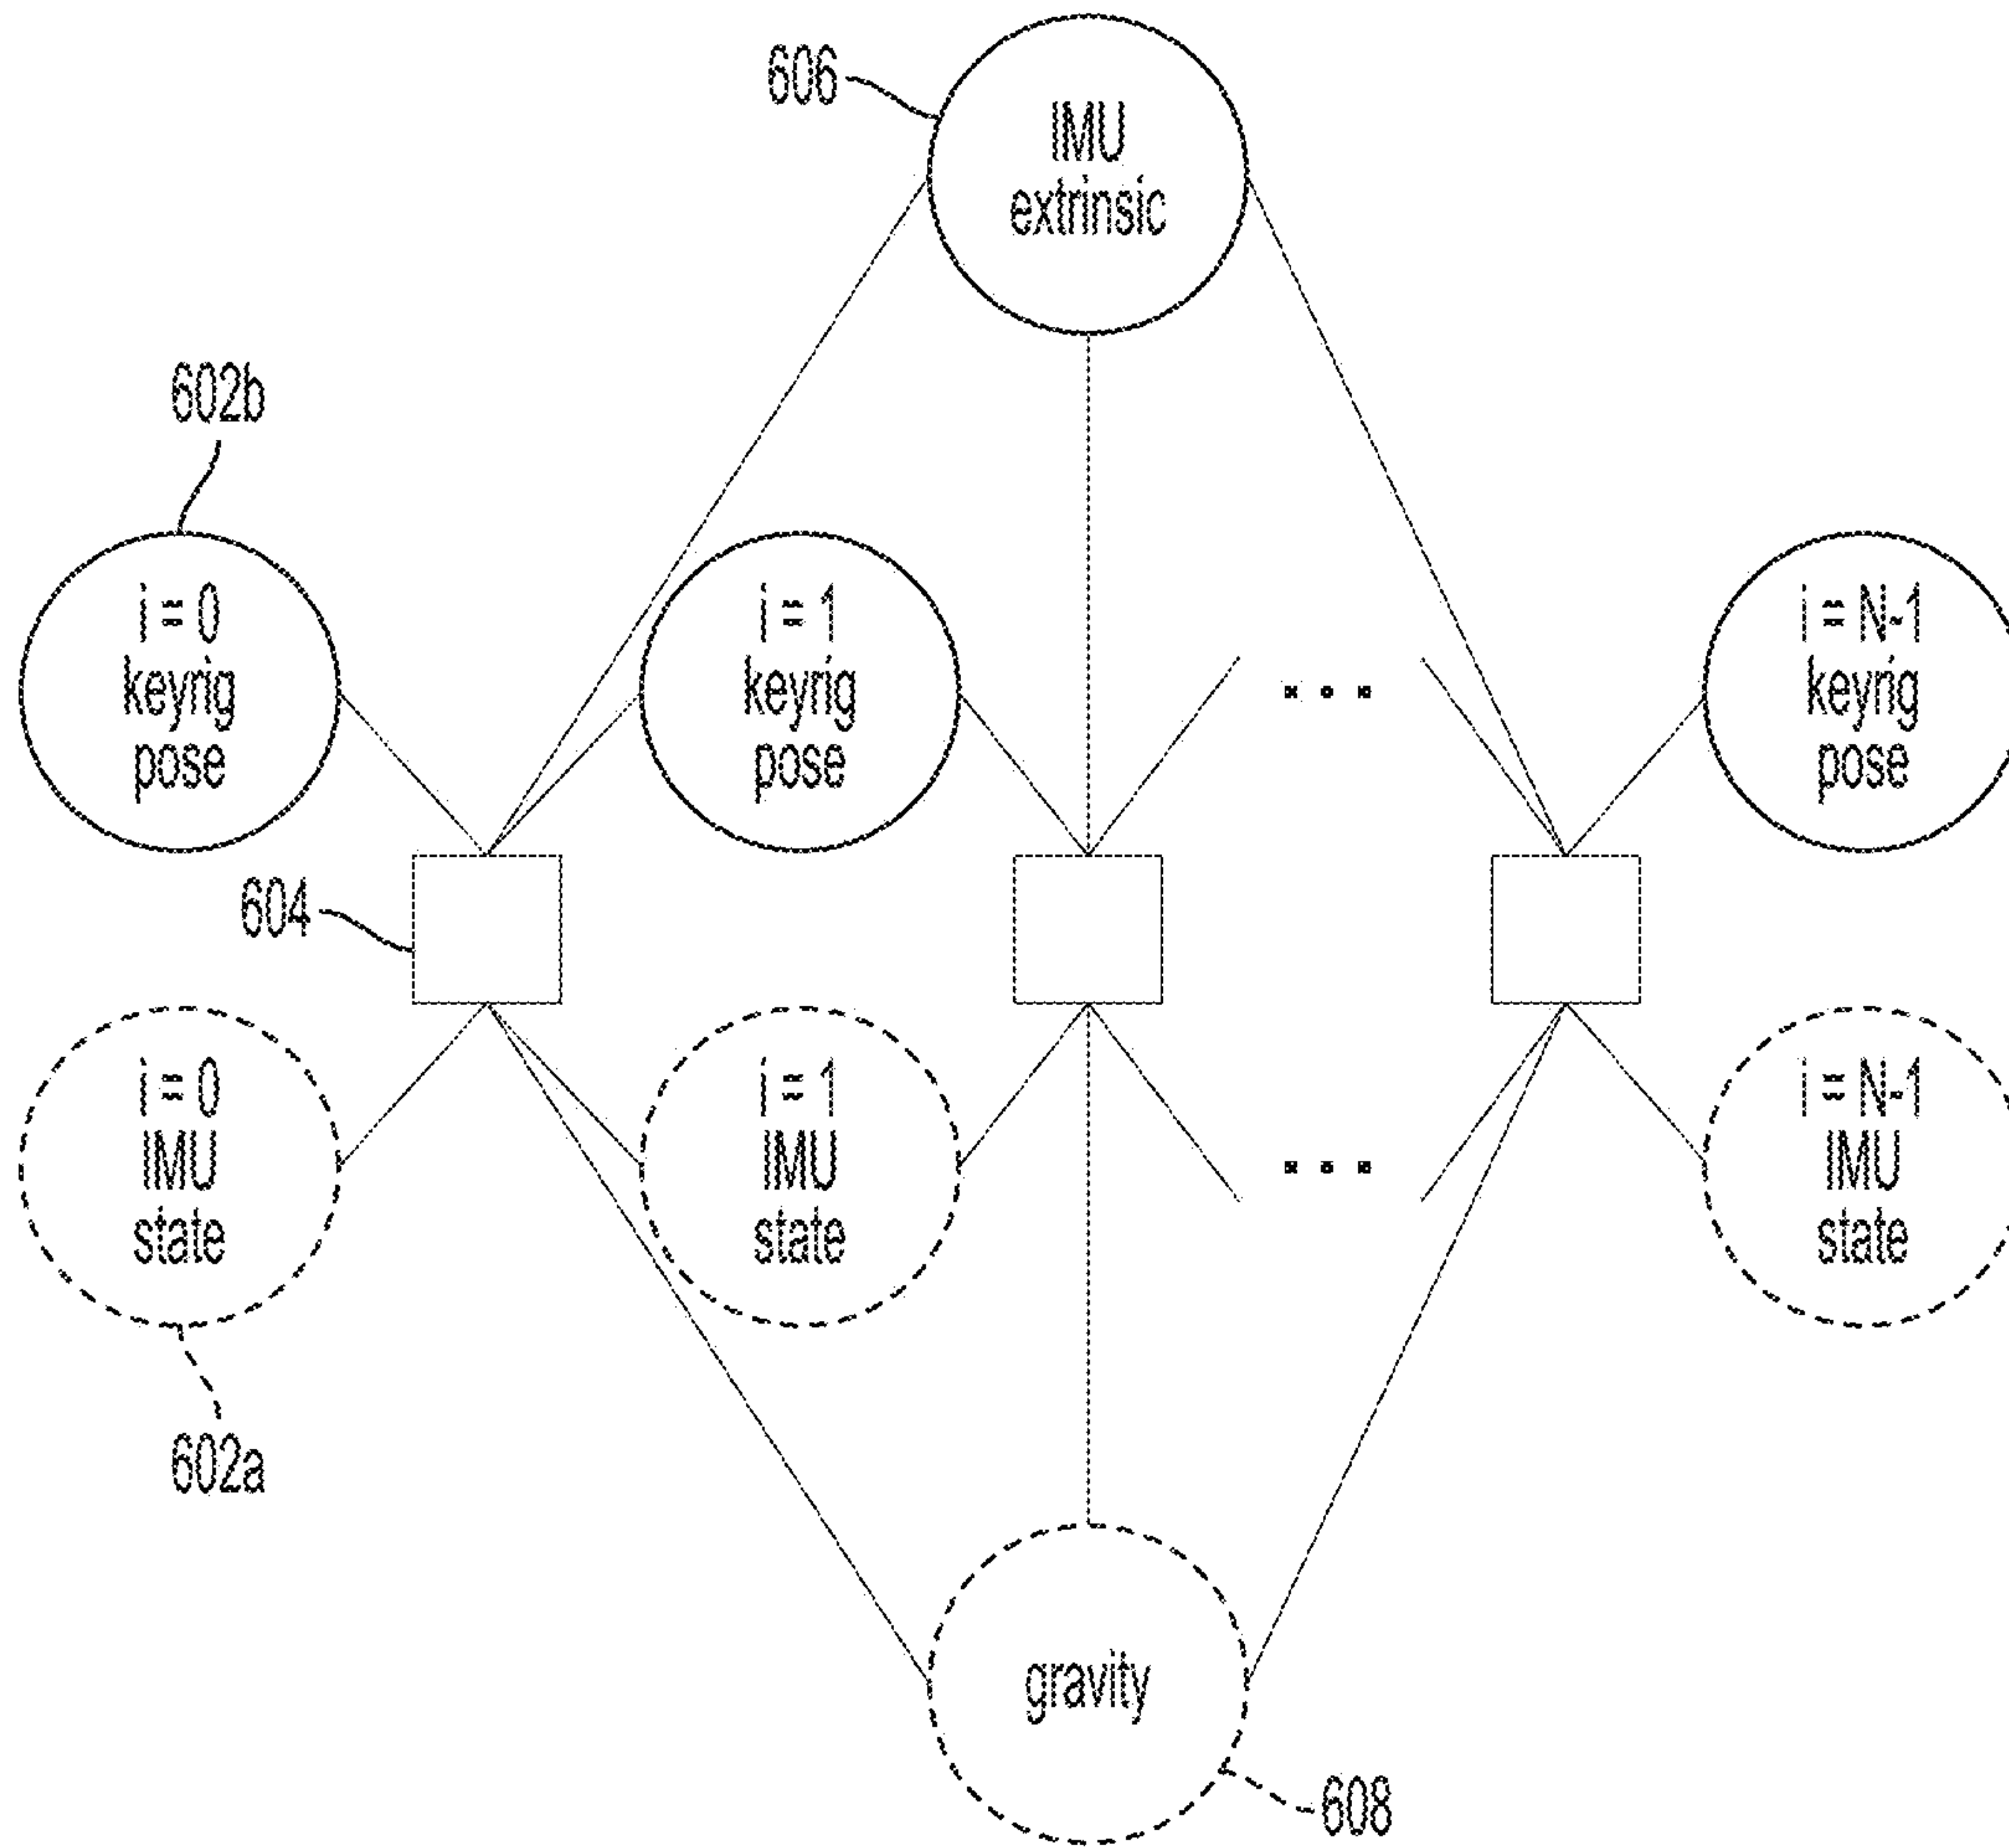 606
IMU
extrinsic
602b
i = 0
keyrig
pose
i = 1
keyrig
pose
. . .
i = N-1
keyrig
pose
604
i = 0
IMU
state
i = 1
IMU
state
. . .
i = N-1
IMU
state
602a
gravity
608